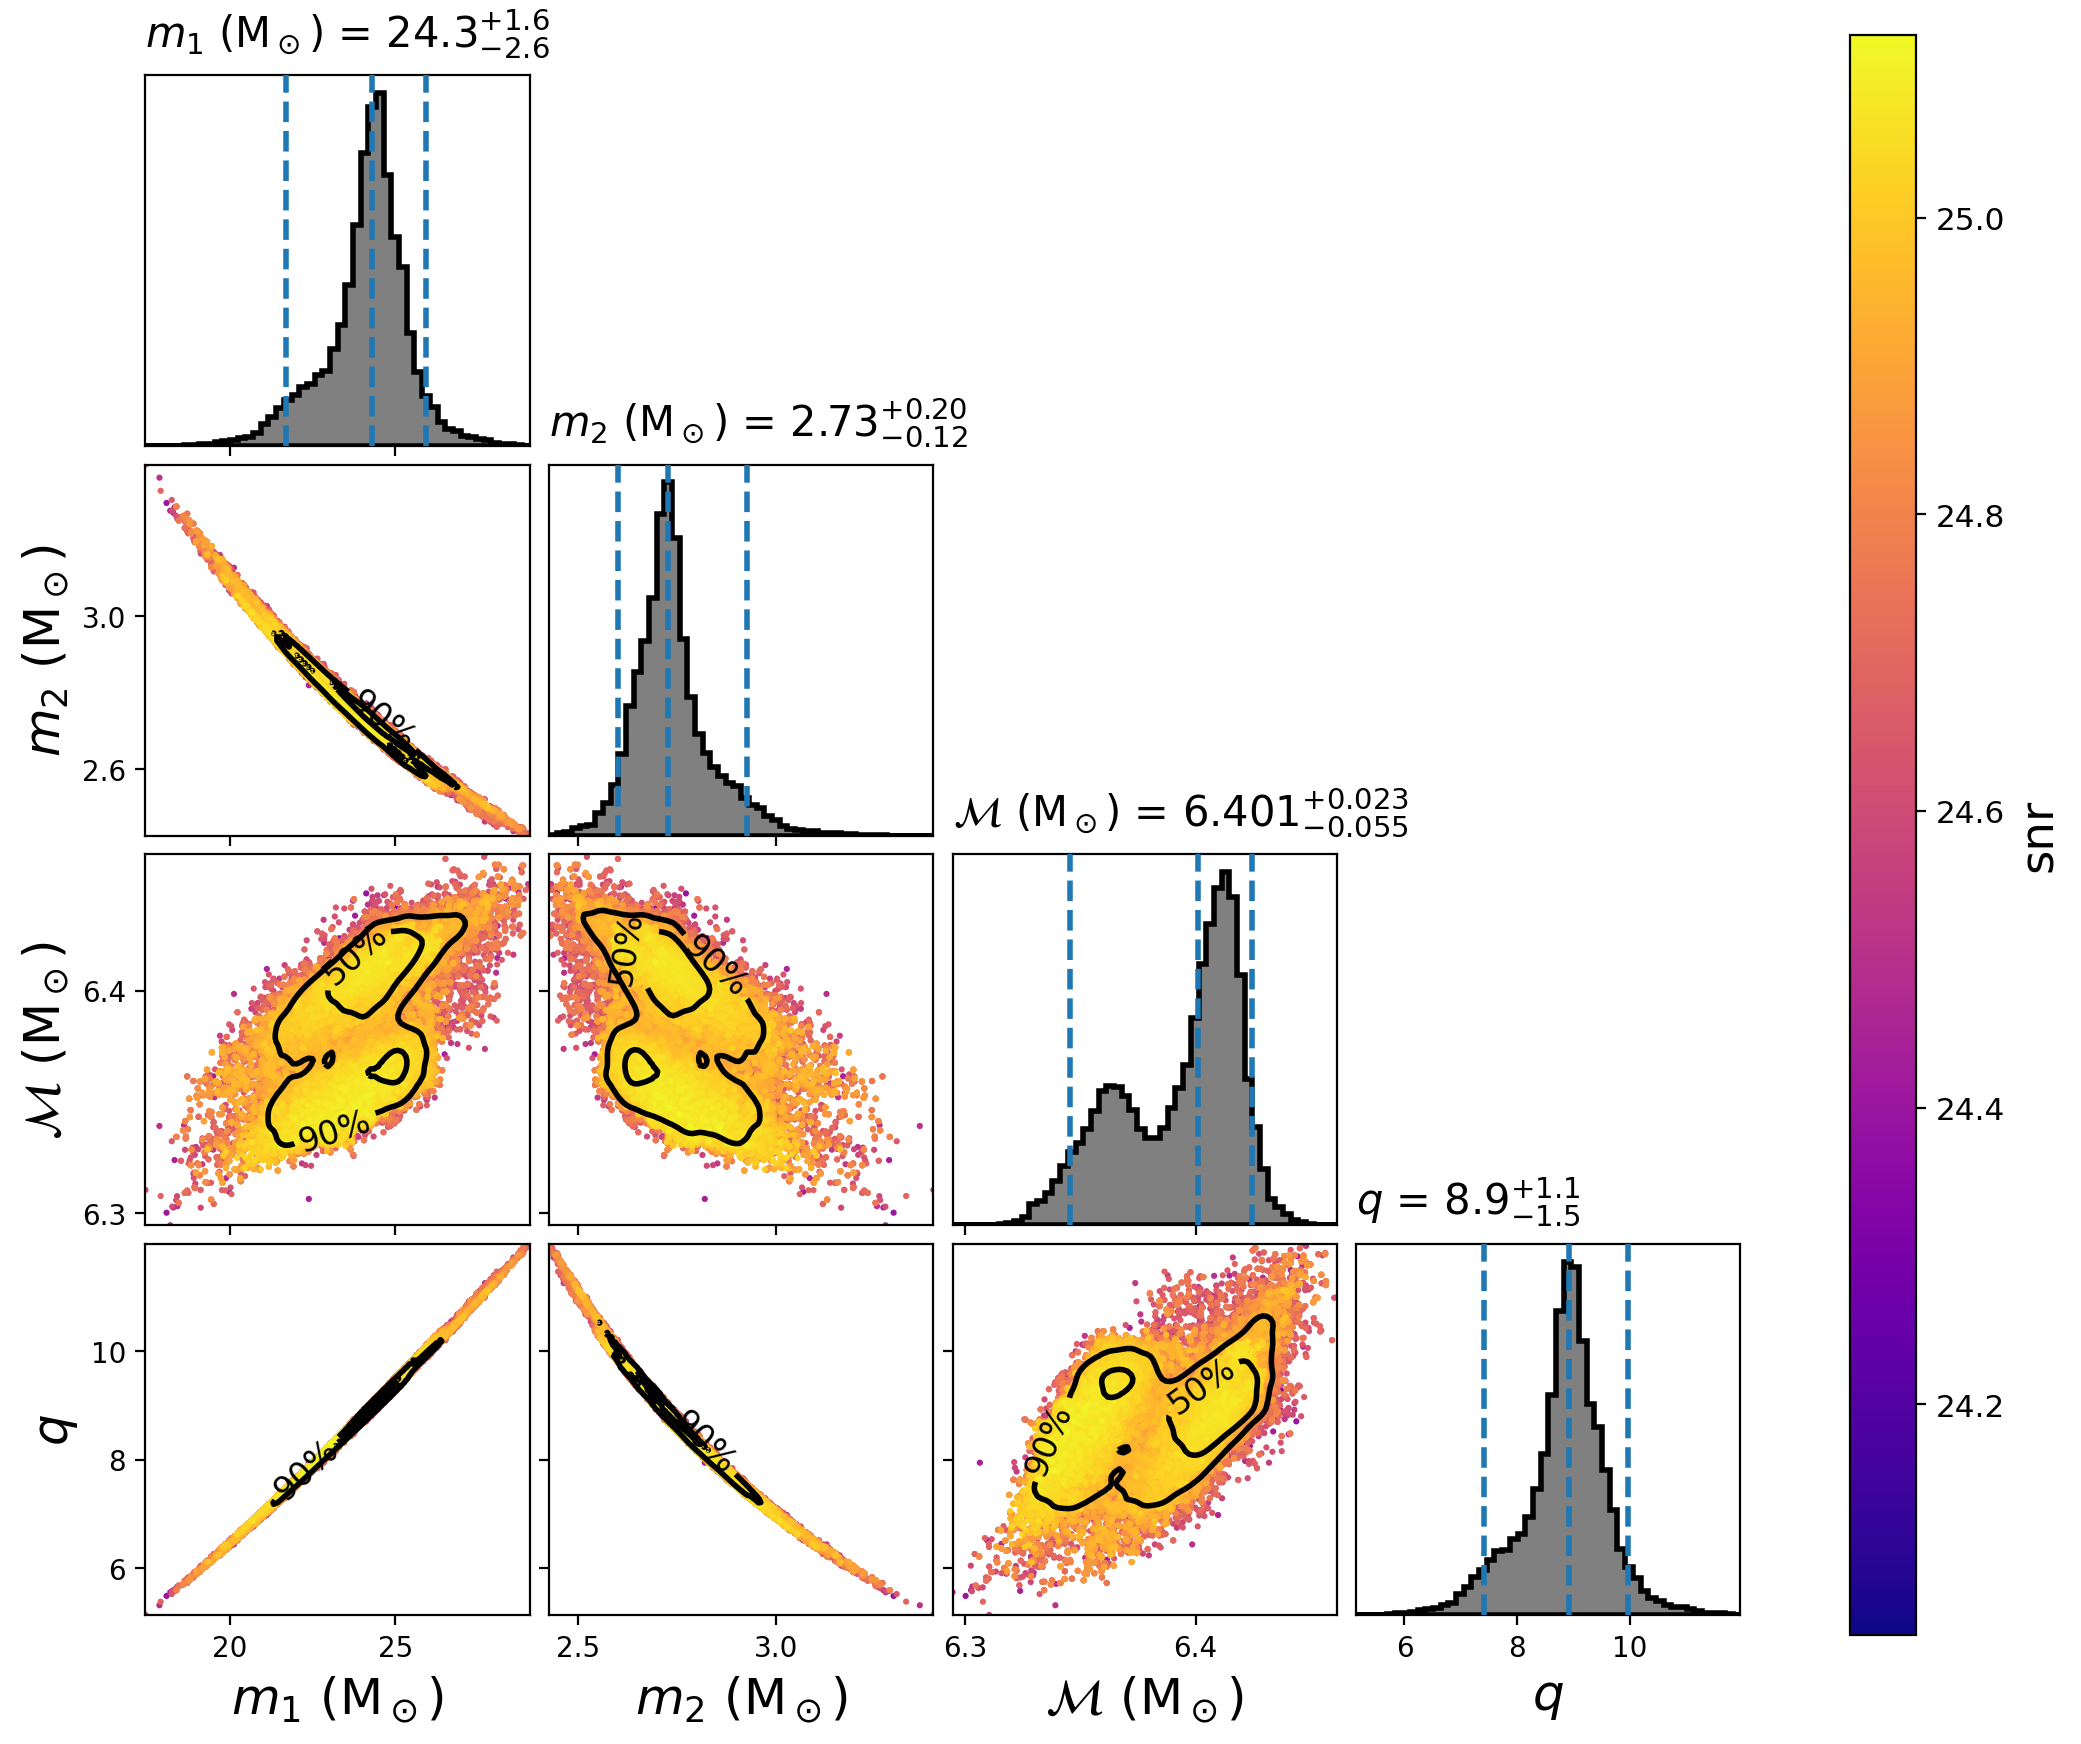 m₁ (M⊙) = 24.3 +1.6 −2.6
m₂ (M⊙) = 2.73 +0.20 −0.12
ℳ (M⊙) = 6.401 +0.023 −0.055
q = 8.9 +1.1 −1.5
m₂ (M⊙)
3.0
2.6
90%
ℳ (M⊙)
6.4
6.3
50%
90%
50%
90%
q
10
8
6
90%
90%
90%
50%
20
25
2.5
3.0
6.3
6.4
6
8
10
m₁ (M⊙)
m₂ (M⊙)
ℳ (M⊙)
q
25.0
24.8
24.6
24.4
24.2
snr